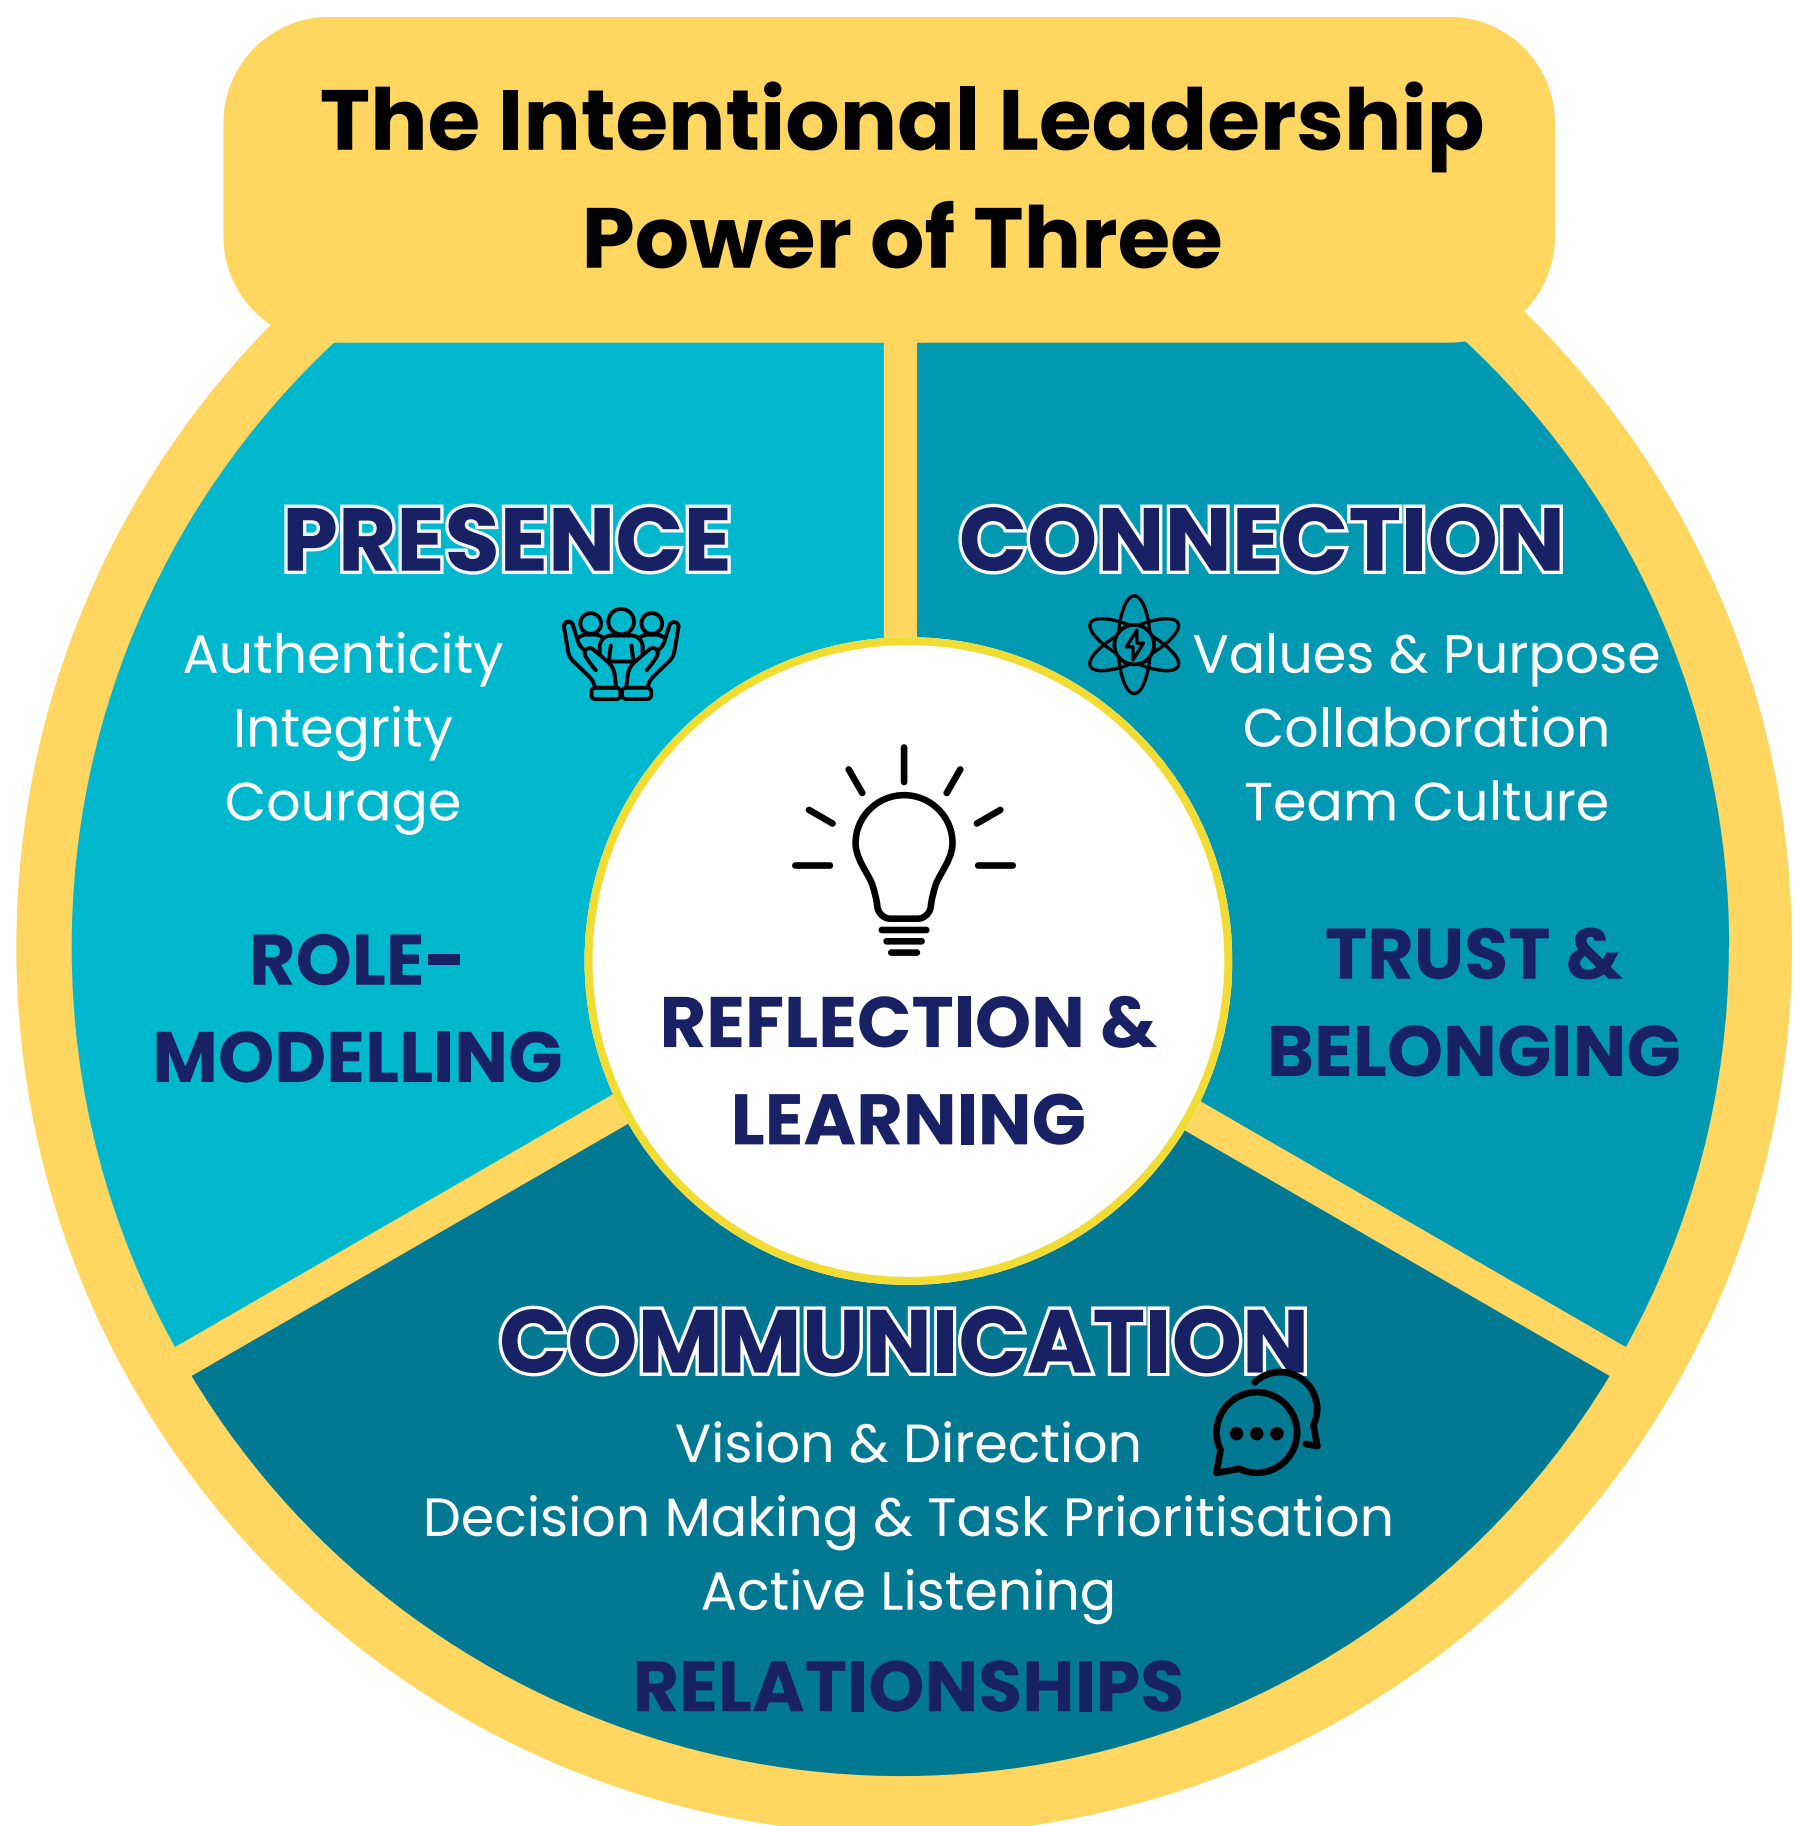 The Intentional Leadership
Power of Three
PRESENCE
Authenticity
Integrity
Courage
ROLE-
MODELLING
CONNECTION
Values & Purpose
Collaboration
Team Culture
TRUST &
BELONGING
REFLECTION &
LEARNING
COMMUNICATION
Vision & Direction
Decision Making & Task Prioritisation
Active Listening
RELATIONSHIPS